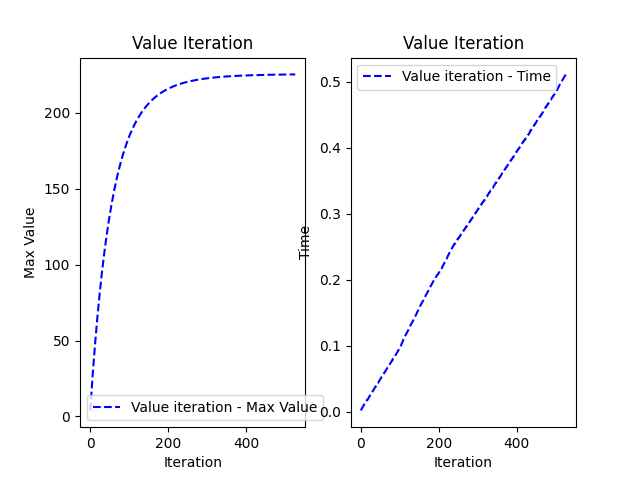 Value Iteration
Max Value
200
150
100
50
0
Value iteration - Max Value
0 200 400
Iteration
Value Iteration
Value iteration - Time
Time
0.5
0.4
0.3
0.2
0.1
0.0
0 200 400
Iteration